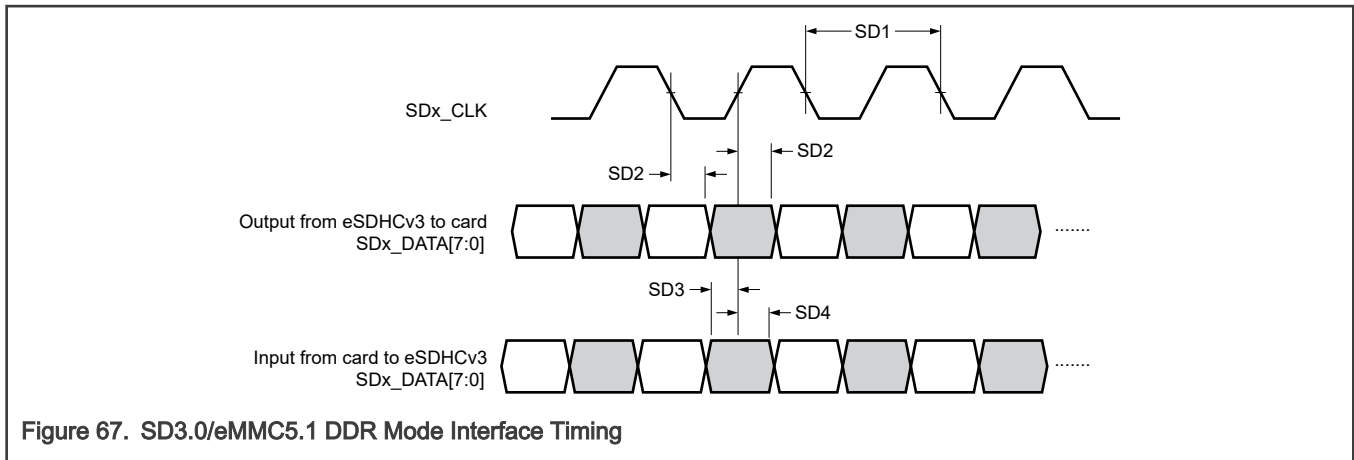 SD1
SDx_CLK
SD2
SD2
Output from eSDHCv3 to card
SDx_DATA[7:0]
.......
SD3
SD4
Input from card to eSDHCv3
SDx_DATA[7:0]
.......
Figure 67. SD3.0/eMMC5.1 DDR Mode Interface Timing